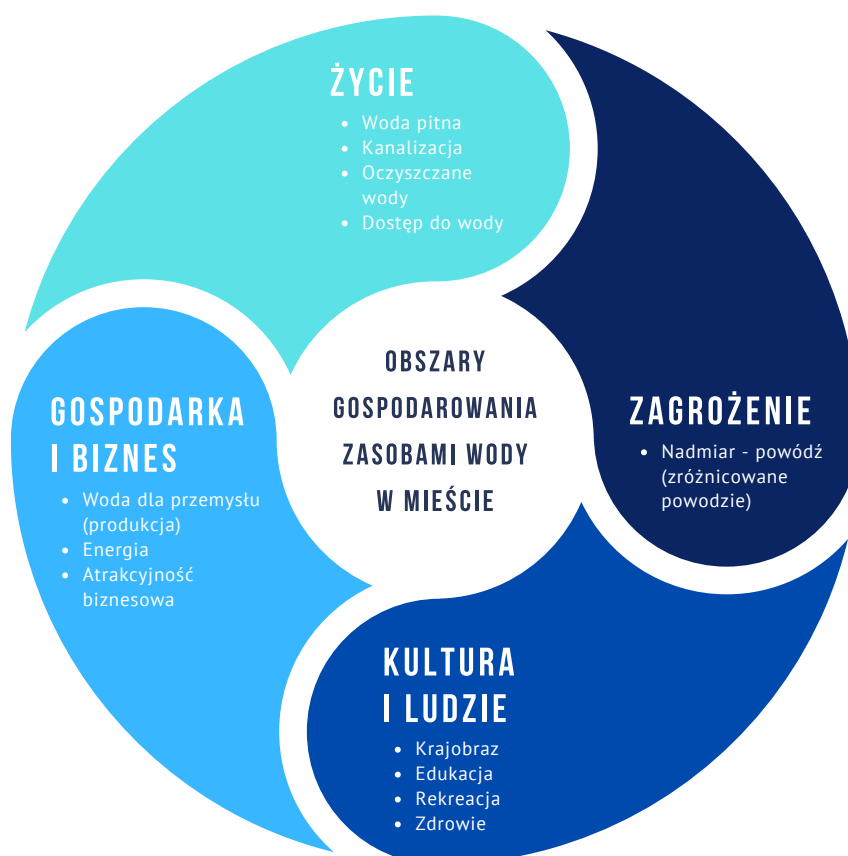 ŻYCIE
• Woda pitna
• Kanalizacja
• Oczyszczane
wody
• Dostęp do wody
OBSZARY
GOSPODAROWANIA
ZASOBAMI WODY
W MIEŚCIE
ZAGROŻENIE
• Nadmiar - powódź
(zróżnicowane
powodzie)
GOSPODARKA
I BIZNES
• Woda dla przemysłu
(produkcja)
• Energia
• Atrakcyjność
biznesowa
KULTURA
I LUDZIE
• Krajobraz
• Edukacja
• Rekreacja
• Zdrowie